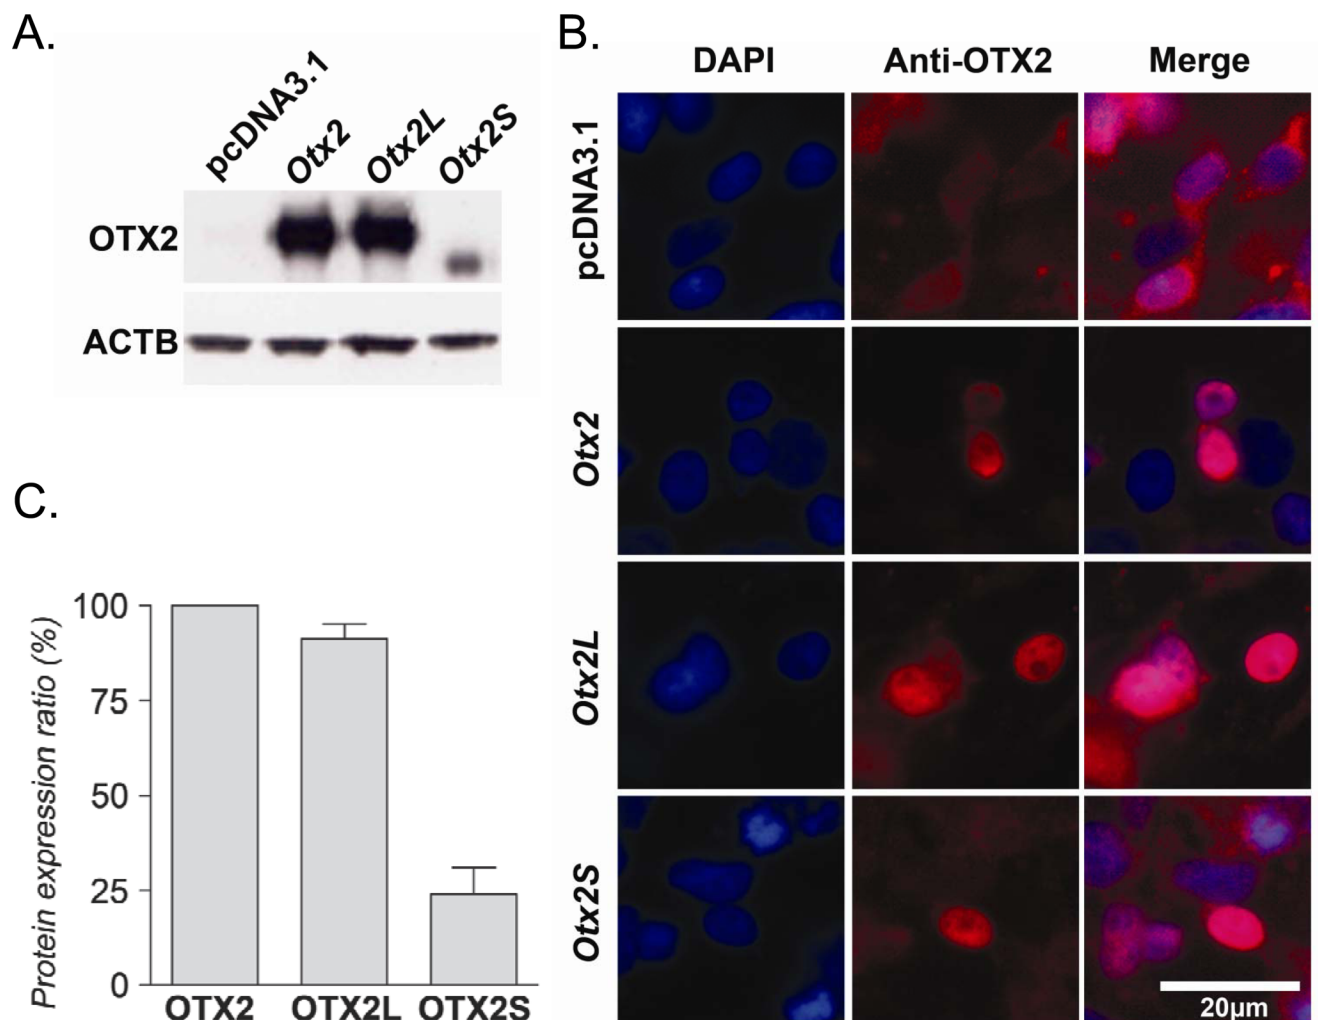 A.
pcDNA3.1
Otx2
Otx2L
Otx2S
OTX2
ACTB
B.
DAPI
Anti-OTX2
Merge
pcDNA3.1
Otx2
Otx2L
Otx2S
20µm
C.
Protein expression ratio (%)
100
75
50
25
0
OTX2
OTX2L
OTX2S